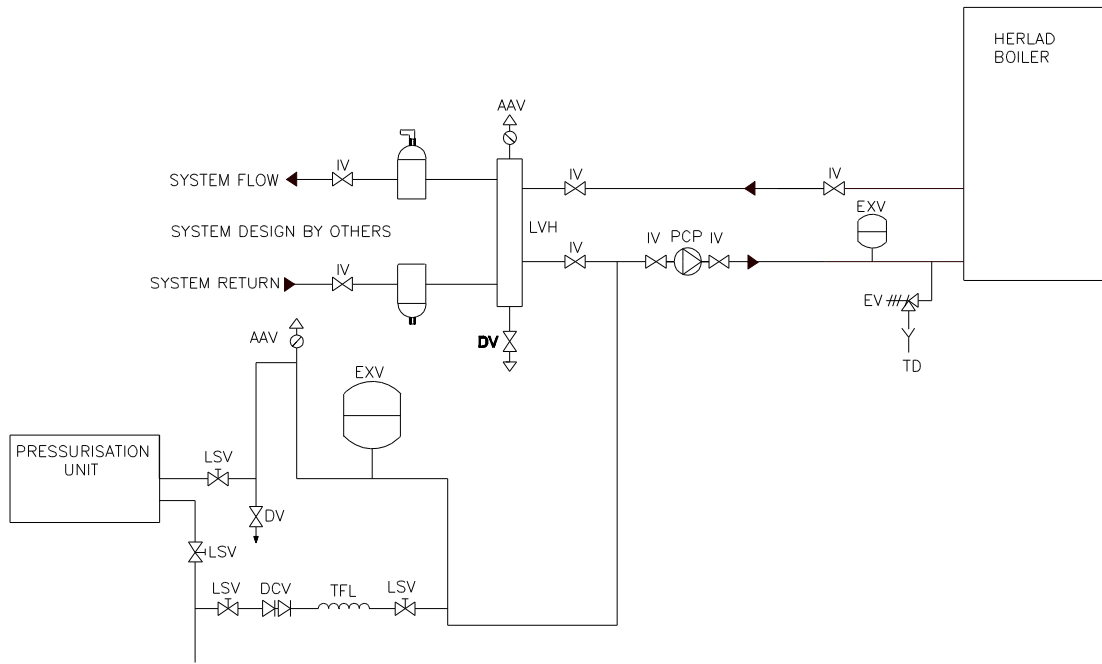 HERLAD
BOILER
AAV
IV
SYSTEM FLOW
IV
IV
EXV
SYSTEM DESIGN BY OTHERS
LVH
IV
IV
PCP
IV
SYSTEM RETURN
IV
EV
AAV
DV
TD
EXV
PRESSURISATION
UNIT
LSV
DV
LSV
LSV
DCV
TFL
LSV